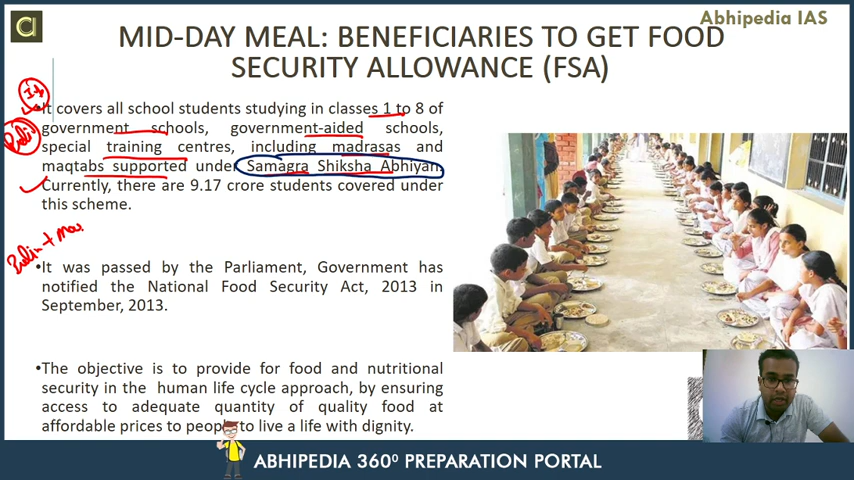 Abhipedia IAS
MID-DAY MEAL: BENEFICIARIES TO GET FOOD
SECURITY ALLOWANCE (FSA)
It covers all school students studying in classes 1 to 8 of
government schools, government-aided schools,
special training centres, including madrasas and
maqtabs supported under Samagra Shiksha Abhiyan.
Currently, there are 9.17 crore students covered under
this scheme.
•It was passed by the Parliament, Government has
notified the National Food Security Act, 2013 in
September, 2013.
•The objective is to provide for food and nutritional
security in the human life cycle approach, by ensuring
access to adequate quantity of quality food at
affordable prices to people to live a life with dignity.
ABHIPEDIA 360⁰ PREPARATION PORTAL